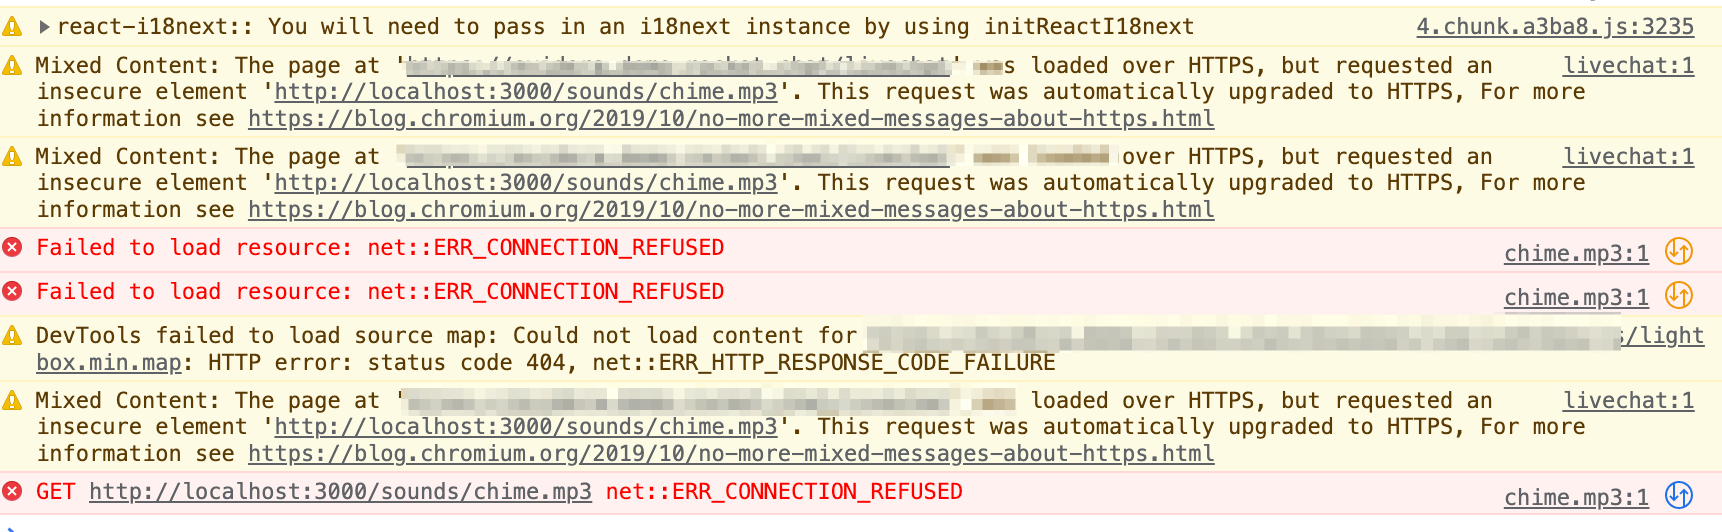 react-i18next:: You will need to pass in an i18next instance by using initReactI18next 4.chunk.a3ba8.js:3235
Mixed Content: The page at ' s loaded over HTTPS, but requested an livechat:1
insecure element 'http://localhost:3000/sounds/chime.mp3'. This request was automatically upgraded to HTTPS, For more
information see https://blog.chromium.org/2019/10/no-more-mixed-messages-about-https.html
Mixed Content: The page at over HTTPS, but requested an livechat:1
insecure element 'http://localhost:3000/sounds/chime.mp3'. This request was automatically upgraded to HTTPS, For more
information see https://blog.chromium.org/2019/10/no-more-mixed-messages-about-https.html
Failed to load resource: net::ERR_CONNECTION_REFUSED chime.mp3:1
Failed to load resource: net::ERR_CONNECTION_REFUSED chime.mp3:1
DevTools failed to load source map: Could not load content for /light
box.min.map: HTTP error: status code 404, net::ERR_HTTP_RESPONSE_CODE_FAILURE
Mixed Content: The page at ' loaded over HTTPS, but requested an livechat:1
insecure element 'http://localhost:3000/sounds/chime.mp3'. This request was automatically upgraded to HTTPS, For more
information see https://blog.chromium.org/2019/10/no-more-mixed-messages-about-https.html
GET http://localhost:3000/sounds/chime.mp3 net::ERR_CONNECTION_REFUSED chime.mp3:1